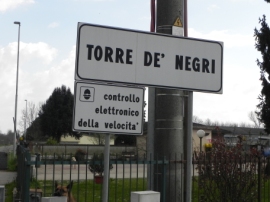 TORRE DE' NEGRI
controllo
elettronico
della velocita'